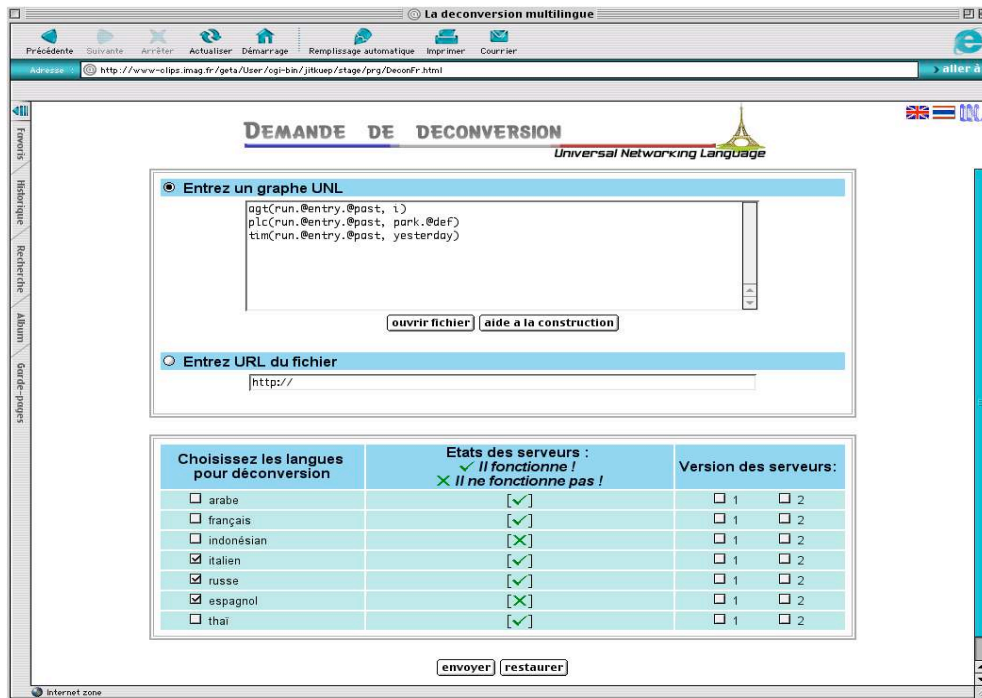 La deconversion multilingue
Précédente Suivante Arrêter Actualiser Démarrage Remplissage automatique Imprimer Courrier
Adresse : http://www-clips.imag.fr/geta/User/cgi-bin/jitkuep/stage/prg/DeconFr.html aller à
Favoris
Historique
Recherche
Album
Garde-pages
DEMANDE DE DECONVERSION
Universal Networking Language
Entrez un graphe UNL
agt(run.@entry.@past, i)
plc(run.@entry.@past, park.@def)
tim(run.@entry.@past, yesterday)
ouvrir fichier aide a la construction
Entrez URL du fichier
http://
Choisissez les langues
pour déconversion
Etats des serveurs :
✓ Il fonctionne !
✕ Il ne fonctionne pas !
Version des serveurs:
arabe [✓] 1 2
français [✓] 1 2
indonésian [✕] 1 2
italien [✓] 1 2
russe [✓] 1 2
espagnol [✕] 1 2
thaï [✓] 1 2
envoyer restaurer
Internet zone